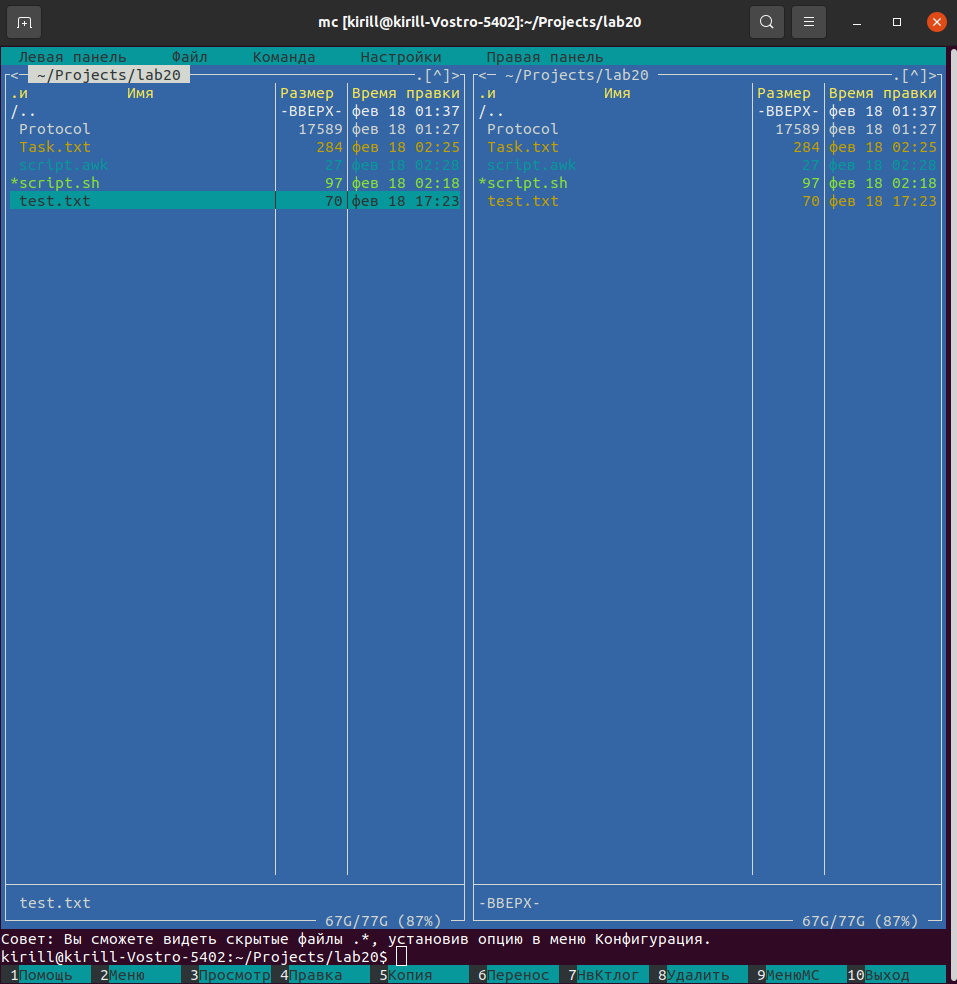 mc [kirill@kirill-Vostro-5402]:~/Projects/lab20
Левая панель Файл Команда Настройки Правая панель
<─ ~/Projects/lab20 ─.[^]>
.и Имя Размер Время правки
/.. -ВВЕРХ- фев 18 01:37
Protocol 17589 фев 18 01:27
Task.txt 284 фев 18 02:25
script.awk 27 фев 18 02:28
*script.sh 97 фев 18 02:18
test.txt 70 фев 18 17:23
test.txt
67G/77G (87%)
<─ ~/Projects/lab20 ─.[^]>
.и Имя Размер Время правки
/.. -ВВЕРХ- фев 18 01:37
Protocol 17589 фев 18 01:27
Task.txt 284 фев 18 02:25
script.awk 27 фев 18 02:28
*script.sh 97 фев 18 02:18
test.txt 70 фев 18 17:23
-ВВЕРХ-
67G/77G (87%)
Совет: Вы сможете видеть скрытые файлы .*, установив опцию в меню Конфигурация.
kirill@kirill-Vostro-5402:~/Projects/lab20$
1Помощь 2Меню 3Просмотр 4Правка 5Копия 6Перенос 7НвКтлог 8Удалить 9МенюMC 10Выход